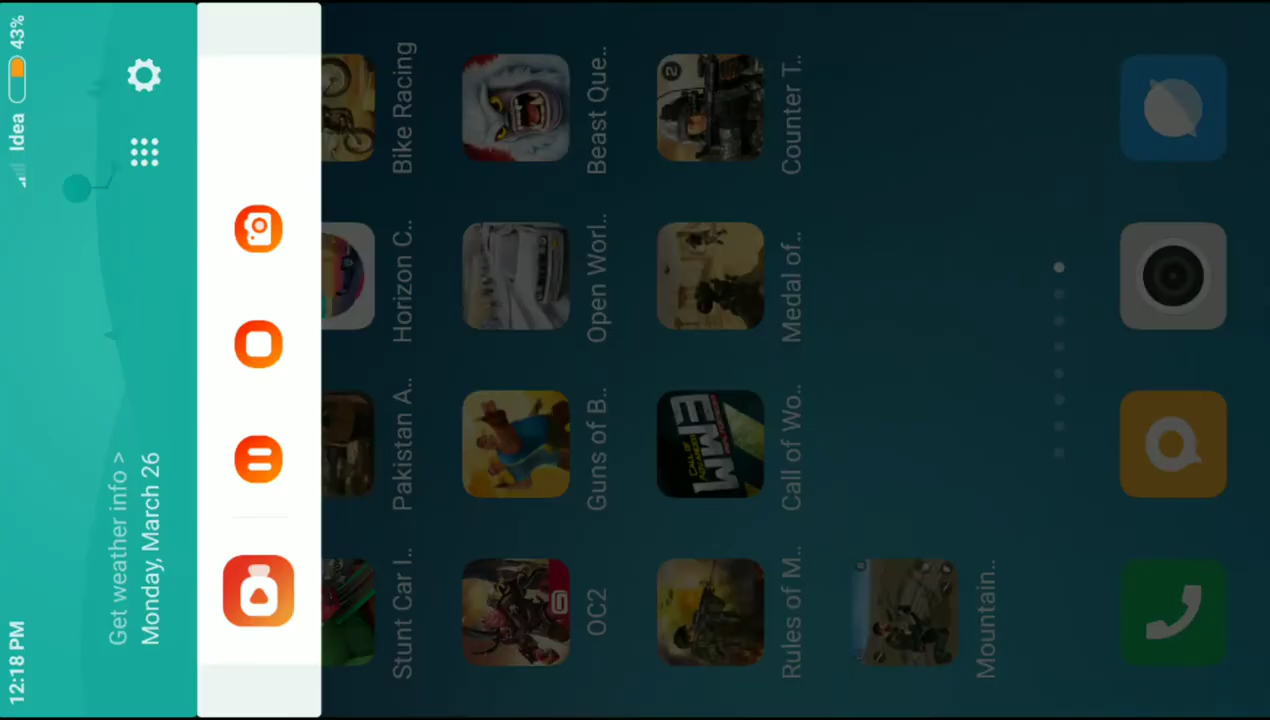 12:18 PM
Idea
43%
Get weather info >
Monday, March 26
Stunt Car I..
Pakistan A..
Horizon C..
Bike Racing
OC2
Guns of B..
Open Worl..
Beast Que..
Rules of M..
Call of Wo..
Medal of..
Counter T..
Mountain..
EMM